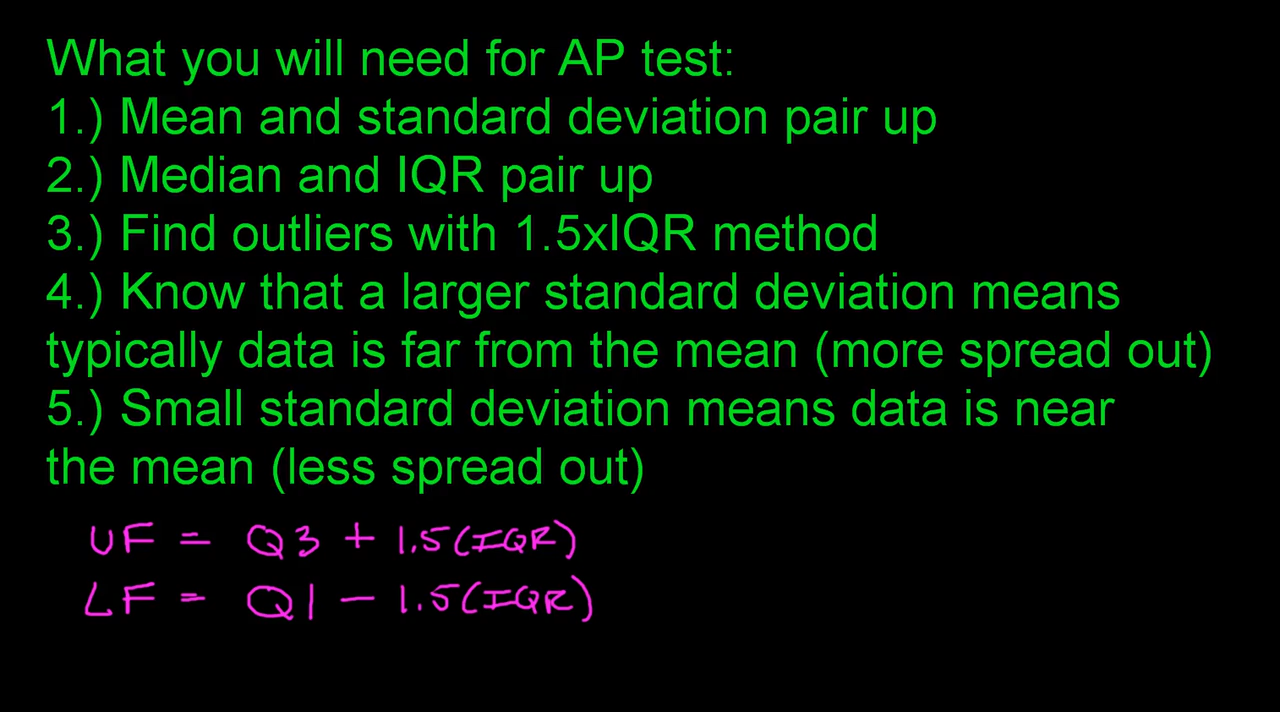 What you will need for AP test:
1.) Mean and standard deviation pair up
2.) Median and IQR pair up
3.) Find outliers with 1.5xIQR method
4.) Know that a larger standard deviation means
typically data is far from the mean (more spread out)
5.) Small standard deviation means data is near
the mean (less spread out)
UF = Q3 + 1.5(IQR)
LF = Q1 - 1.5(IQR)